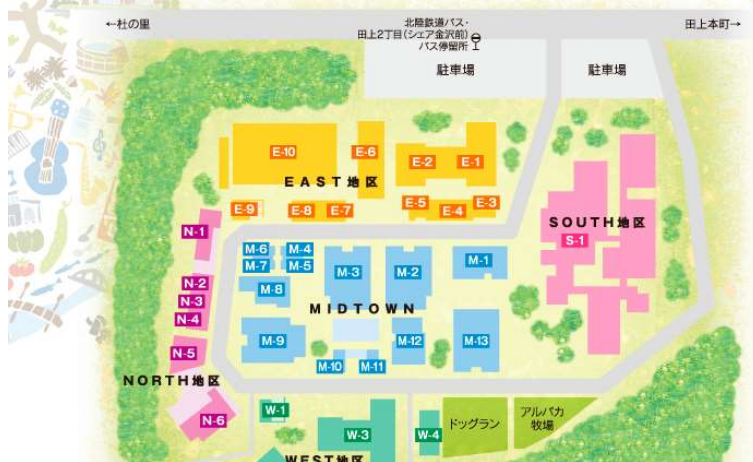 ←杜の里
北陸鉄道バス・
田上2丁目(シェア金沢前)
バス停留所
田上本町→
駐車場
駐車場
E-10
E-6
E-2
E-1
EAST地区
E-9
E-8
E-7
E-5
E-4
E-3
SOUTH地区
S-1
N-1
N-2
N-3
N-4
N-5
NORTH地区
N-6
M-6
M-4
M-7
M-5
M-8
M-3
M-2
M-1
MIDTOWN
M-9
M-10
M-11
M-12
M-13
W-1
W-3
W-4
ドッグラン
アルパカ
牧場
WEST地区